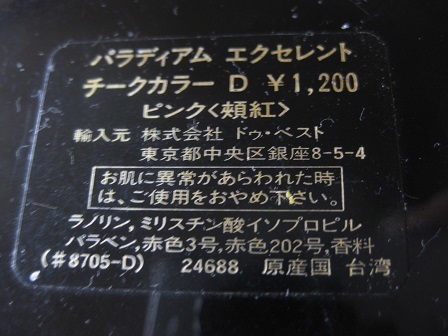 パラディアム エクセレント
チークカラー D ￥1,200
ピンク〈頬紅〉
輸入元 株式会社 ドゥ・ベスト
東京都中央区銀座8-5-4
お肌に異常があらわれた時
は、ご使用をおやめ下さい。
ラノリン,ミリスチン酸イソプロピル
パラベン,赤色3号,赤色202号,香料
(#8705-D) 24688 原産国 台湾